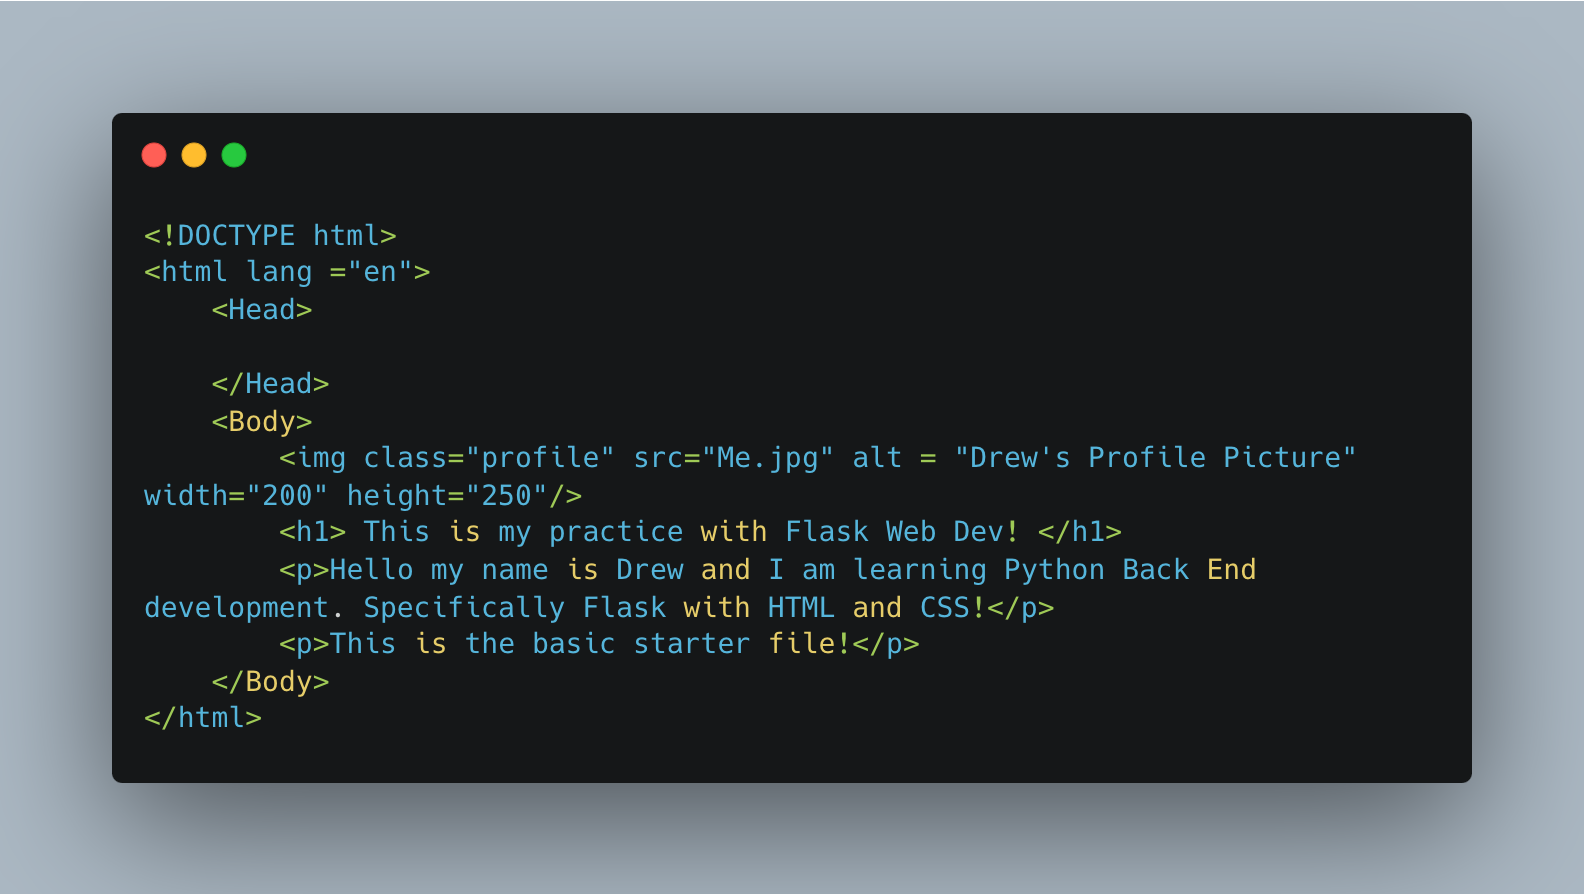 <!DOCTYPE html>
<html lang ="en">
    <Head>

    </Head>
    <Body>
        <img class="profile" src="Me.jpg" alt = "Drew's Profile Picture"
width="200" height="250"/>
        <h1> This is my practice with Flask Web Dev! </h1>
        <p>Hello my name is Drew and I am learning Python Back End
development. Specifically Flask with HTML and CSS!</p>
        <p>This is the basic starter file!</p>
    </Body>
</html>